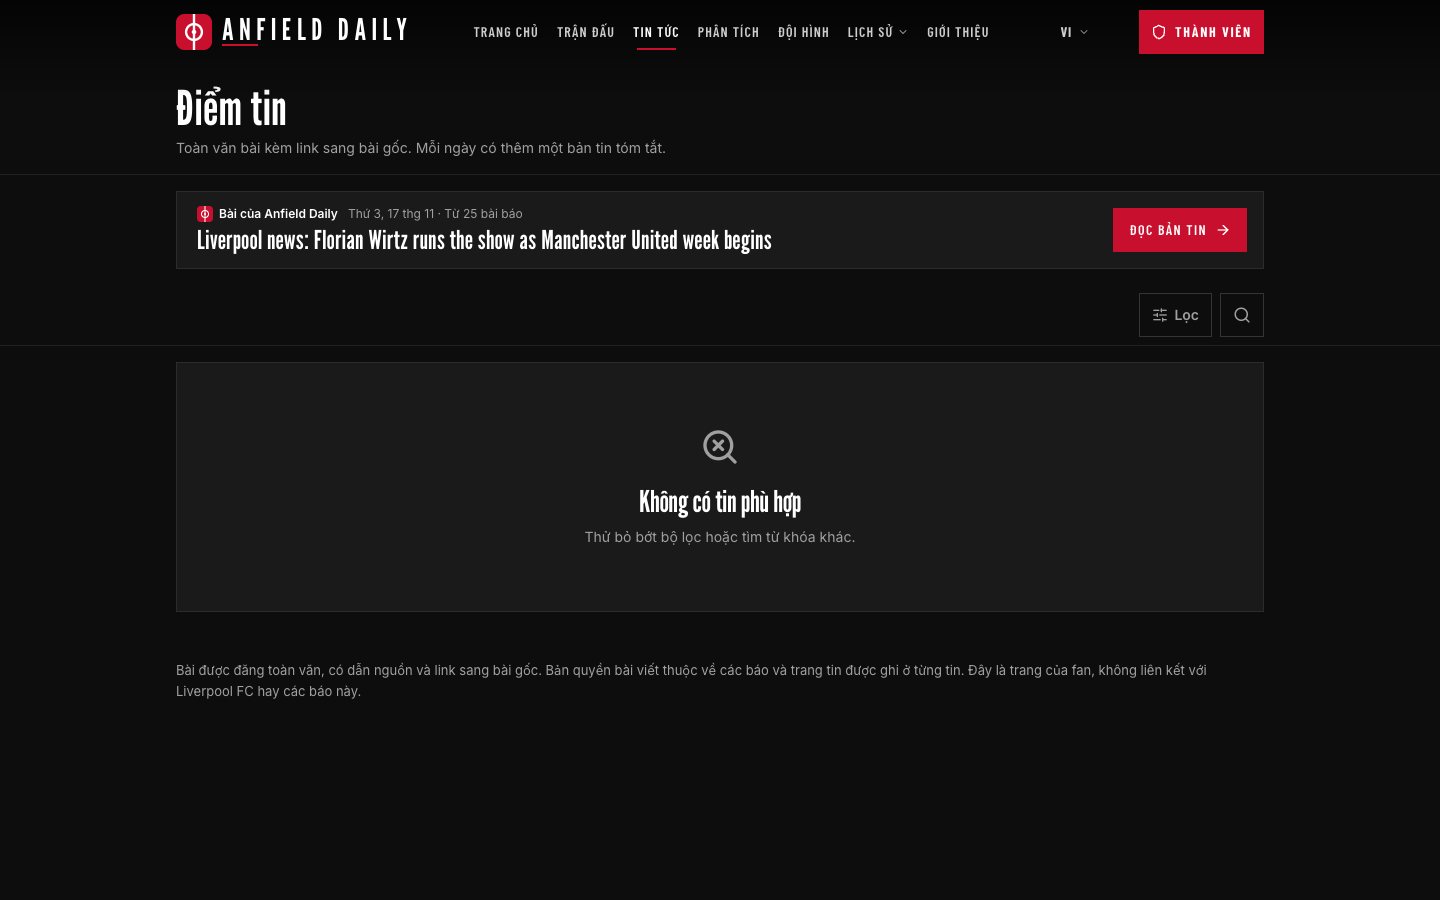 ANFIELD DAILY
TRANG CHỦ
TRẬN ĐẤU
TIN TỨC
PHÂN TÍCH
ĐỘI HÌNH
LỊCH SỬ
GIỚI THIỆU
VI
THÀNH VIÊN
Điểm tin
Toàn văn bài kèm link sang bài gốc. Mỗi ngày có thêm một bản tin tóm tắt.
Bài của Anfield Daily Thứ 3, 17 thg 11 · Từ 25 bài báo
Liverpool news: Florian Wirtz runs the show as Manchester United week begins
ĐỌC BẢN TIN
Lọc
Không có tin phù hợp
Thử bỏ bớt bộ lọc hoặc tìm từ khóa khác.
Bài được đăng toàn văn, có dẫn nguồn và link sang bài gốc. Bản quyền bài viết thuộc về các báo và trang tin được ghi ở từng tin. Đây là trang của fan, không liên kết với
Liverpool FC hay các báo này.